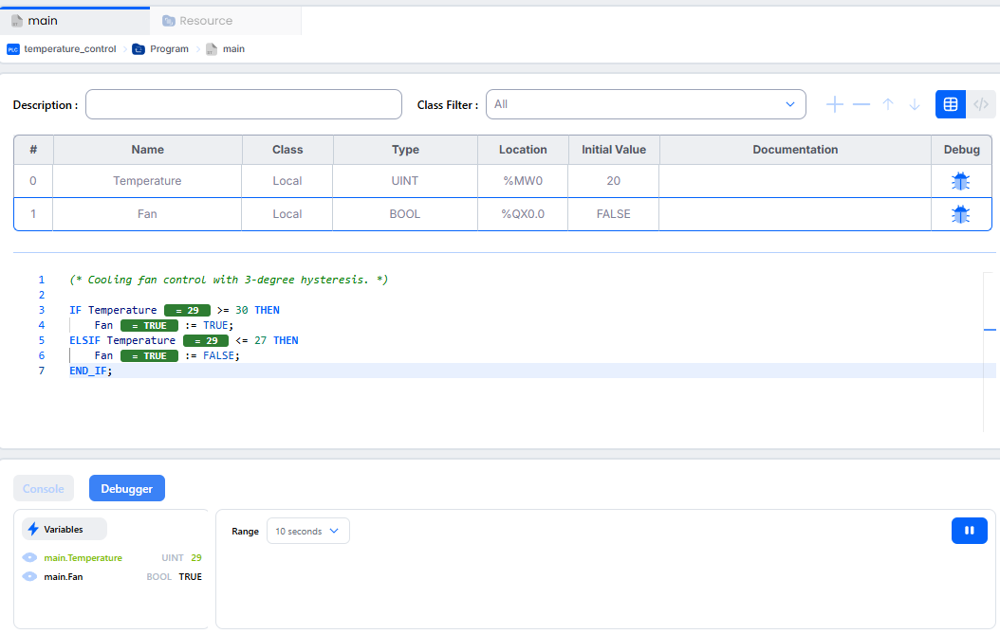 main Resource
temperature_control Program main
Description : Class Filter : All
# Name Class Type Location Initial Value Documentation Debug
0 Temperature Local UINT %MW0 20
1 Fan Local BOOL %QX0.0 FALSE
1 (* Cooling fan control with 3-degree hysteresis. *)
2
3 IF Temperature = 29 >= 30 THEN
4 Fan = TRUE := TRUE;
5 ELSIF Temperature = 29 <= 27 THEN
6 Fan = TRUE := FALSE;
7 END_IF;
Console Debugger
Variables Range 10 seconds
main.Temperature UINT 29
main.Fan BOOL TRUE